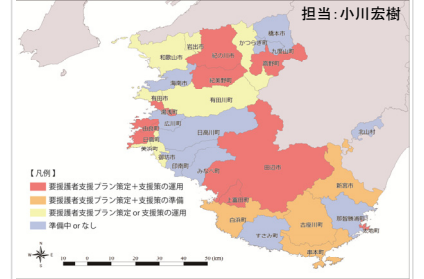 担当：小川宏樹
橋本市
かつらぎ町
岩出市
紀の川市
九度山町
和歌山市
高野町
海南市
紀美野町
有田市
有田川町
湯浅町
広川町
北山村
由良町
日高川町
日高町
美浜町
御坊市
印南町
みなべ町
田辺市
新宮市
上富田町
那智勝浦町
太地町
白浜町
古座川町
すさみ町
串本町
【凡例】
要援護者支援プラン策定＋支援策の運用
要援護者支援プラン策定＋支援策の準備
要援護者支援プラン策定or支援策の運用
準備中orなし
10 0 10 20 30 40 50(km)